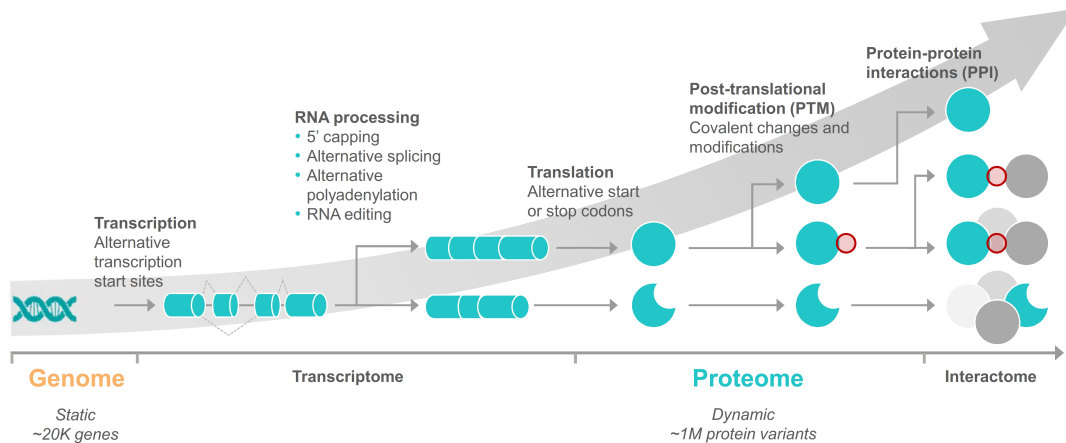 Protein-protein
interactions (PPI)
Post-translational
modification (PTM)
Covalent changes and
modifications
RNA processing
• 5’ capping
• Alternative splicing
• Alternative
polyadenylation
• RNA editing
Translation
Alternative start
or stop codons
Transcription
Alternative
transcription
start sites
Genome
Transcriptome
Proteome
Interactome
Static
~20K genes
Dynamic
~1M protein variants